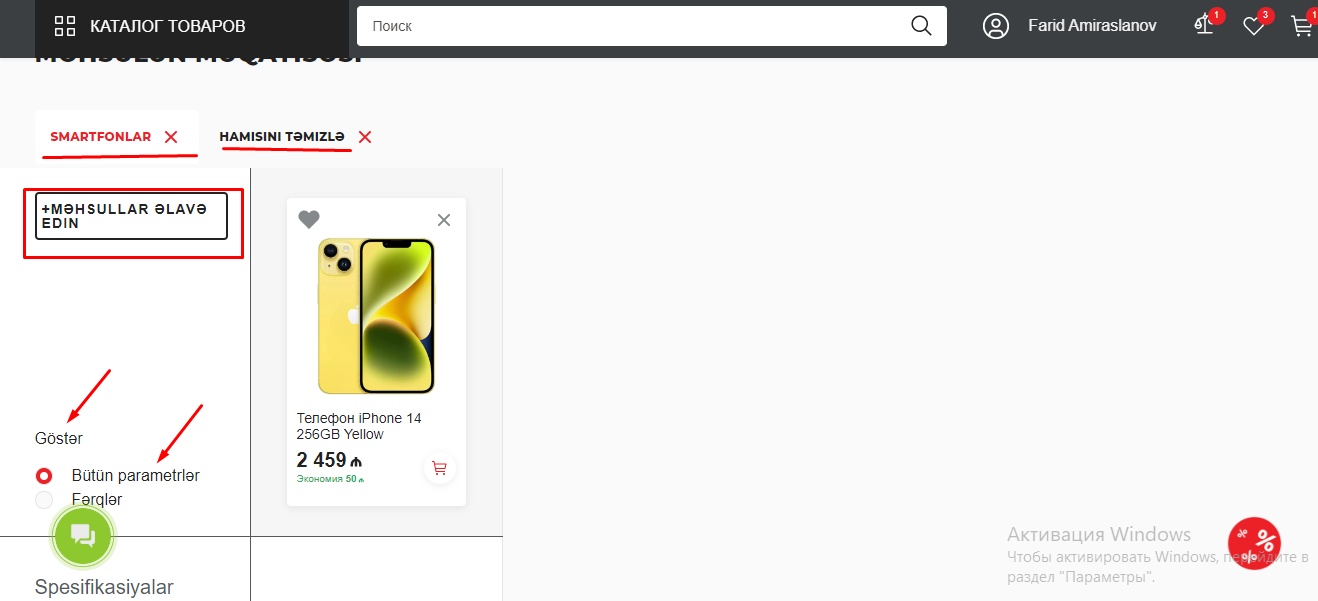 КАТАЛОГ ТОВАРОВ
Поиск
Farid Amiraslanov
1
3
1
SMARTFONLAR
HAMISINI TƏMIZLƏ
+MƏHSULLAR ƏLAVƏ
EDIN
Göstər
Bütün parametrlər
Fərqlər
Spesifikasiyalar
Телефон iPhone 14
256GB Yellow
2 459 ₼
Экономия 50 ₼
Активация Windows
Чтобы активировать Windows, перейдите в
раздел "Параметры".